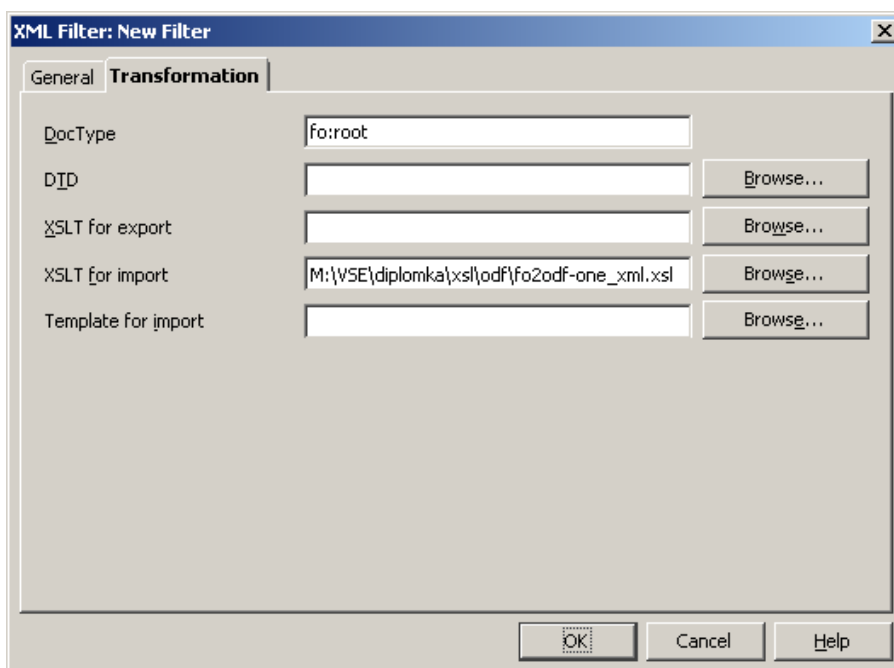 XML Filter: New Filter
General Transformation
DocType fo:root
DTD Browse...
XSLT for export Browse...
XSLT for import M:\VSE\diplomka\xsl\odf\fo2odf-one_xml.xsl Browse...
Template for import Browse...
OK Cancel Help